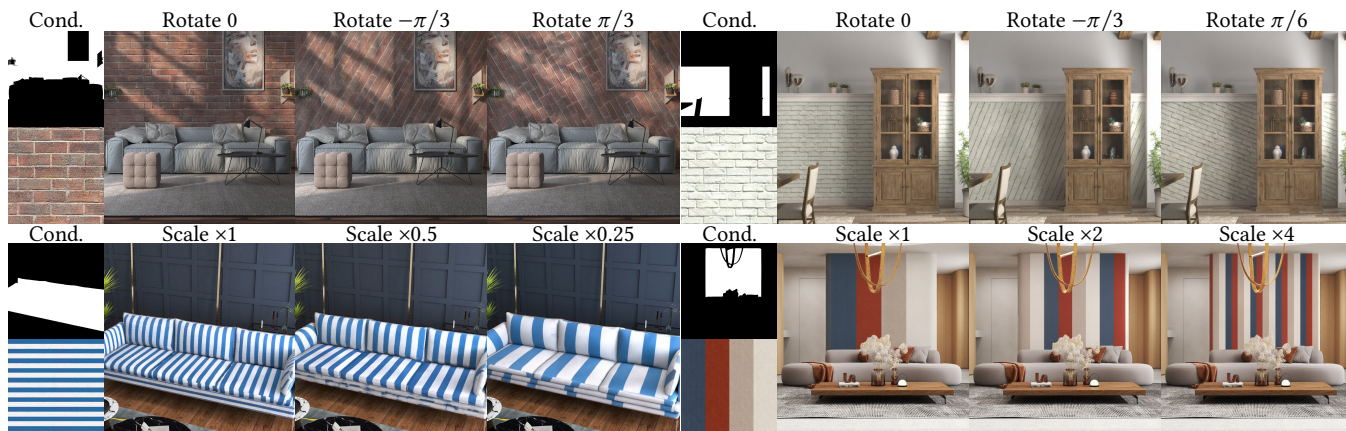 Cond. Rotate 0 Rotate −π/3 Rotate π/3 Cond. Rotate 0 Rotate −π/3 Rotate π/6
Cond. Scale ×1 Scale ×0.5 Scale ×0.25 Cond. Scale ×1 Scale ×2 Scale ×4